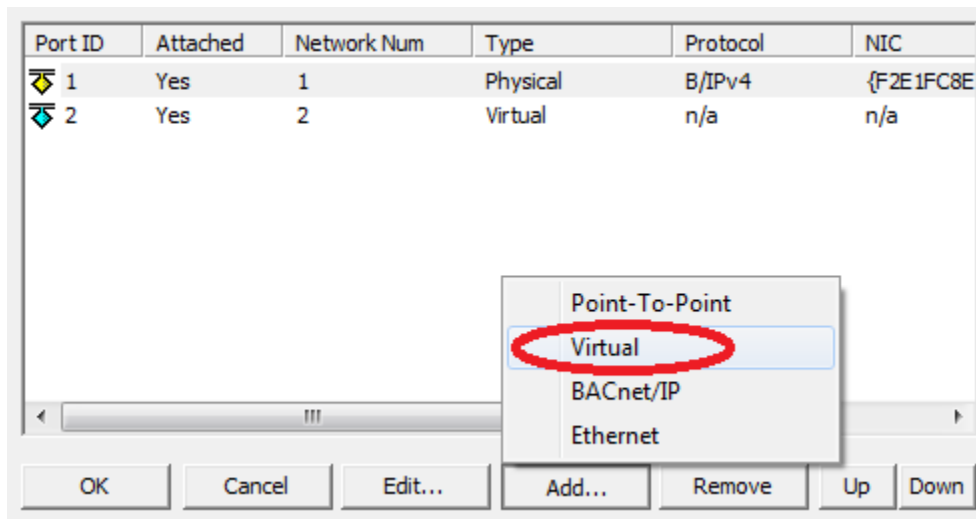 Port ID Attached Network Num Type Protocol NIC
1 Yes 1 Physical B/IPv4 {F2E1FC8E
2 Yes 2 Virtual n/a n/a
Point-To-Point
Virtual
BACnet/IP
Ethernet
OK Cancel Edit... Add... Remove Up Down